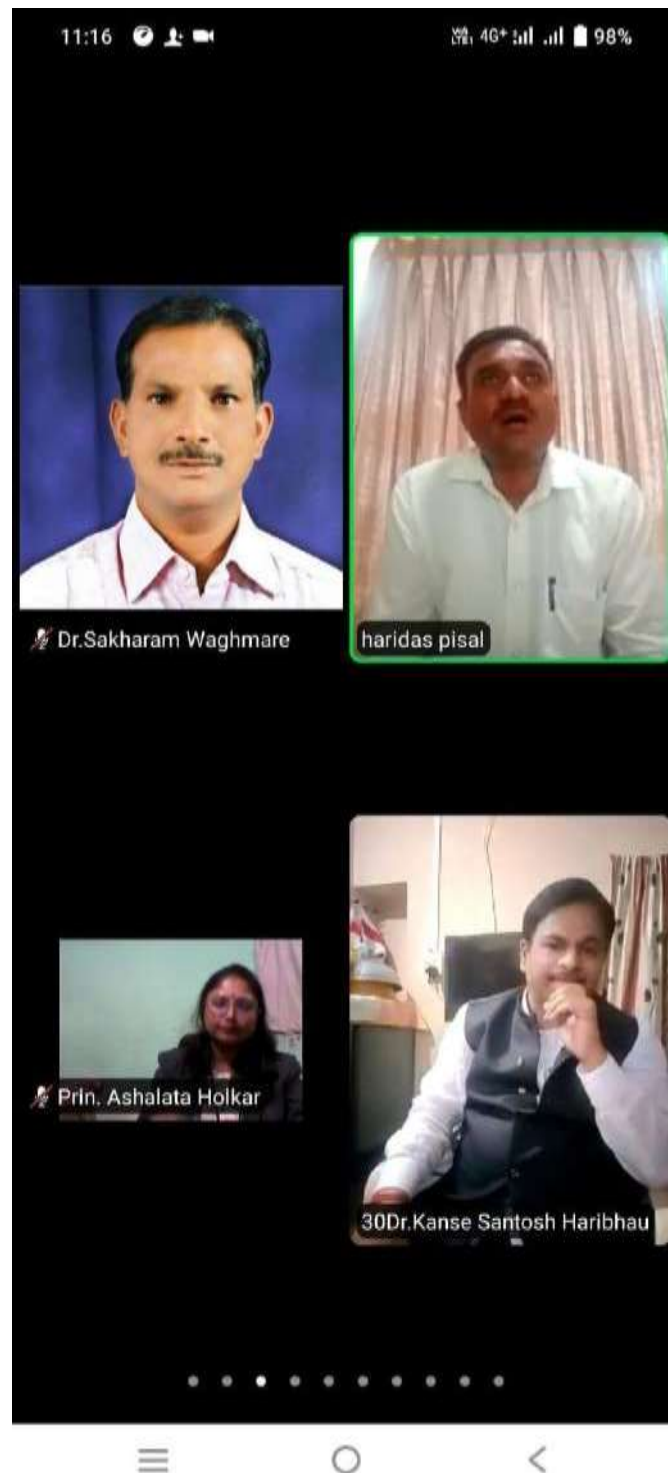 11:16
4G+
98%
Dr.Sakharam Waghmare
haridas pisal
Prin. Ashalata Holkar
30Dr.Kanse Santosh Haribhau